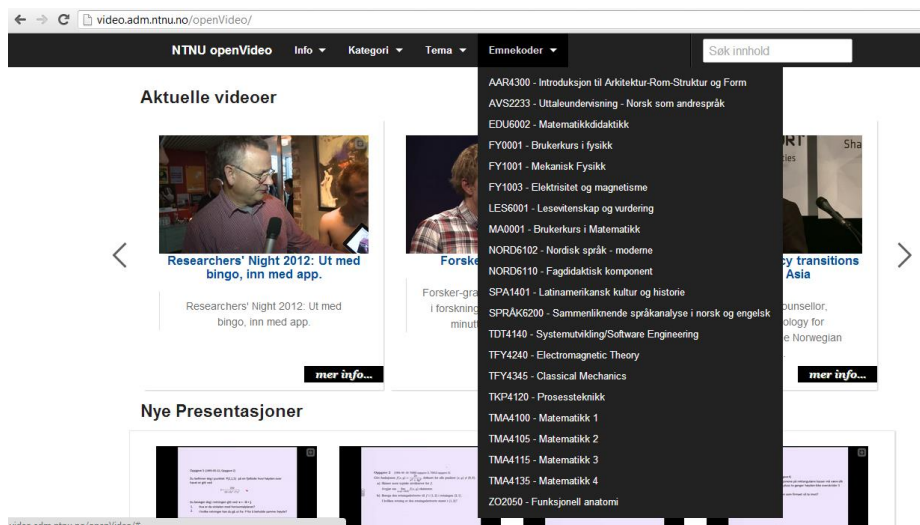 video.adm.ntnu.no/openVideo/
NTNU openVideo Info Kategori Tema Emnekoder Søk innhold
AAR4300 - Introduksjon til Arkitektur-Rom-Struktur og Form
AVS2233 - Uttaleundervisning - Norsk som andrespråk
EDU6002 - Matematikkdidaktikk
FY0001 - Brukerkurs i fysikk
FY1001 - Mekanisk Fysikk
FY1003 - Elektrisitet og magnetisme
LES6001 - Lesevitenskap og vurdering
MA0001 - Brukerkurs i Matematikk
NORD6102 - Nordisk språk - moderne
NORD6110 - Fagdidaktisk komponent
SPA1401 - Latinamerikansk kultur og historie
SPRÅK6200 - Sammenliknende språkanalyse i norsk og engelsk
TDT4140 - Systemutvikling/Software Engineering
TFY4240 - Electromagnetic Theory
TFY4345 - Classical Mechanics
TKP4120 - Prosessteknikk
TMA4100 - Matematikk 1
TMA4105 - Matematikk 2
TMA4115 - Matematikk 3
TMA4135 - Matematikk 4
ZO2050 - Funksjonell anatomi
Aktuelle videoer
Researchers' Night 2012: Ut med
bingo, inn med app.
Researchers' Night 2012: Ut med
bingo, inn med app.
mer info...
Forske
Forsker-gra
i forskning
minutt
Sha
ties
cy transitions
Asia
ounsellor,
ology for
e Norwegian
mer info...
Nye Presentasjoner